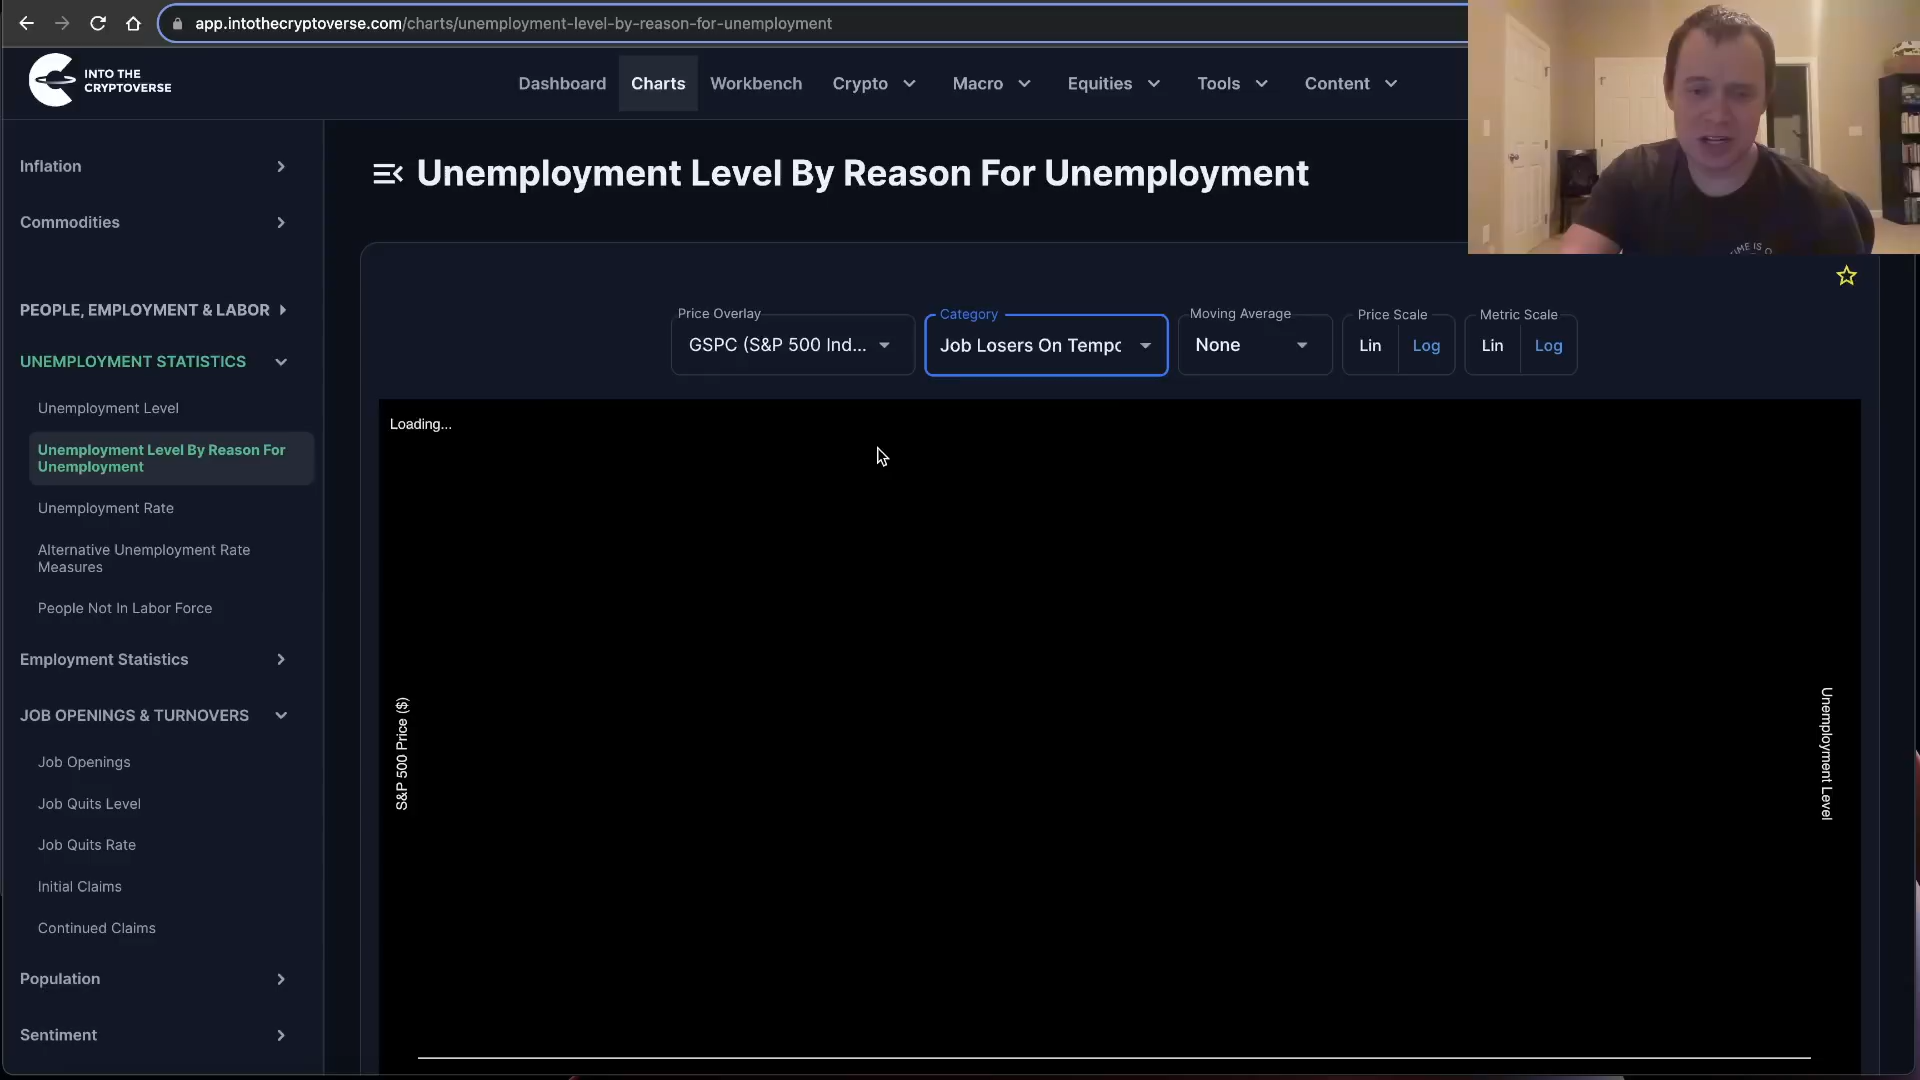 app.intothecryptoverse.com/charts/unemployment-level-by-reason-for-unemployment
INTO THE
CRYPTOVERSE
Dashboard
Charts
Workbench
Crypto
Macro
Equities
Tools
Content
Inflation
Commodities
PEOPLE, EMPLOYMENT & LABOR
UNEMPLOYMENT STATISTICS
Unemployment Level
Unemployment Level By Reason For
Unemployment
Unemployment Rate
Alternative Unemployment Rate
Measures
People Not In Labor Force
Employment Statistics
JOB OPENINGS & TURNOVERS
Job Openings
Job Quits Level
Job Quits Rate
Initial Claims
Continued Claims
Population
Sentiment
Unemployment Level By Reason For Unemployment
Price Overlay
GSPC (S&P 500 Ind...
Category
Job Losers On Tempo
Moving Average
None
Price Scale
Lin
Log
Metric Scale
Lin
Log
Loading...
S&P 500 Price ($)
Unemployment Level